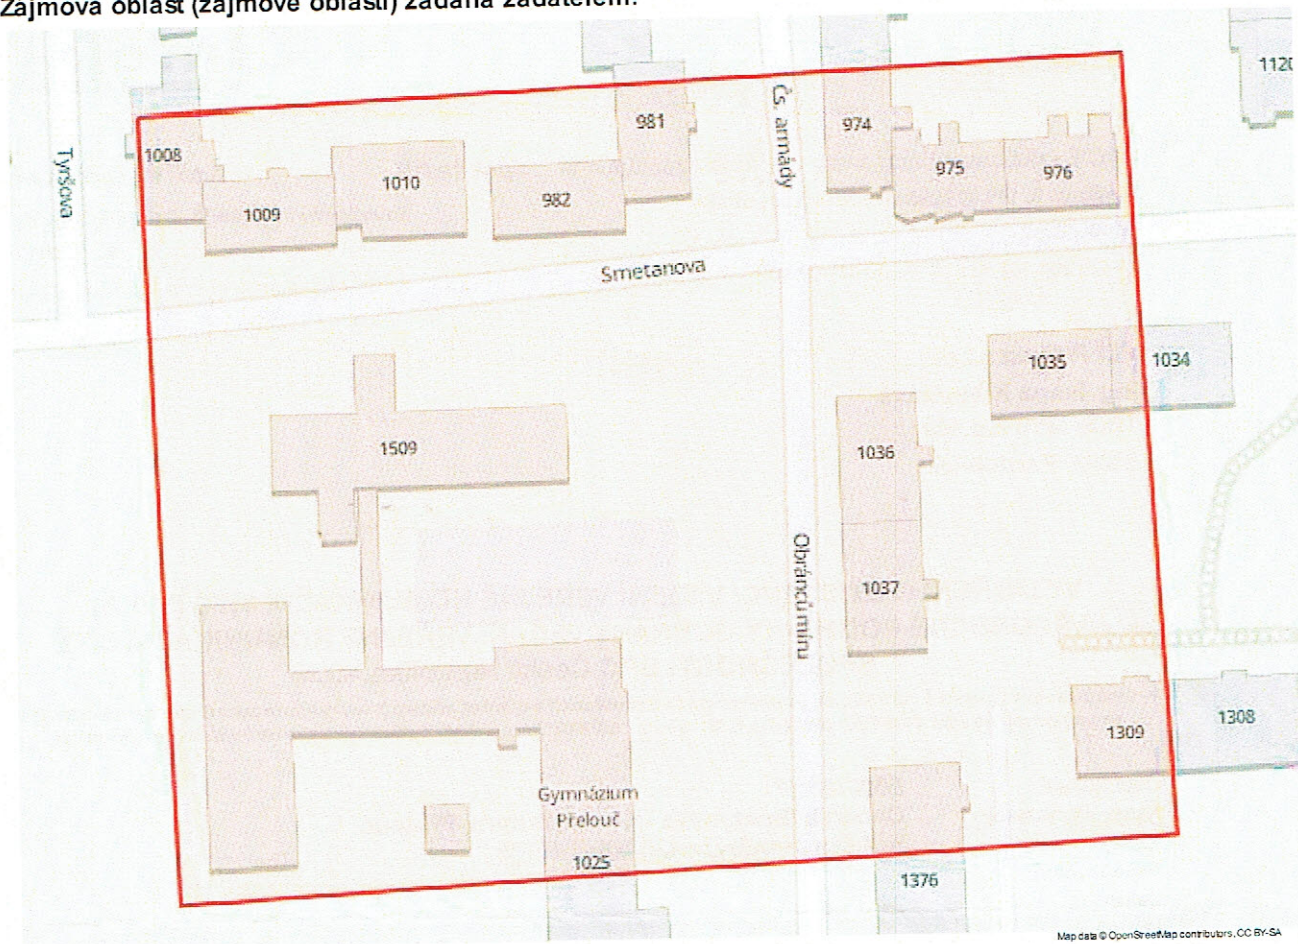 Zájmová oblast (zájmové oblasti) zadaná žadatelem:
1120
981
974
1008
975
976
1010
982
1009
Tyršova
Čs. armády
Smetanova
1035
1034
1509
1036
1037
Obránců míru
1309
1308
Gymnázium
Přelouč
1025
1376
Map data © OpenStreetMap contributors, CC BY-SA